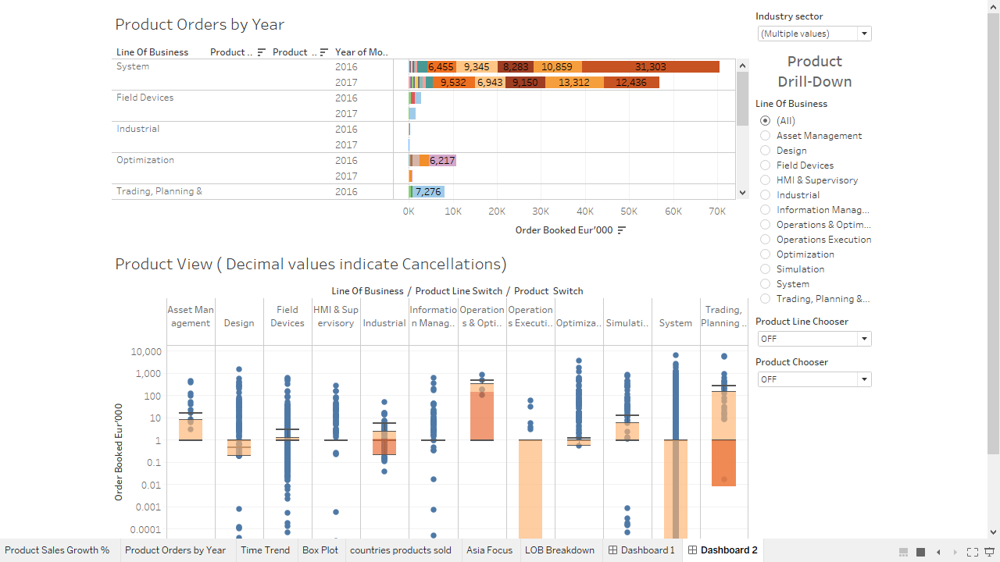 Product Orders by Year
Line Of Business Product .. Product .. Year of Mo..
System 2016 6,455 9,345 8,283 10,859 31,303
2017 9,532 6,943 9,150 13,312 12,436
Field Devices 2016
2017
Industrial 2016
2017
Optimization 2016 6,217
2017
Trading, Planning & 2016 7,276
0K 10K 20K 30K 40K 50K 60K 70K
Order Booked Eur'000
Product View ( Decimal values indicate Cancellations)
Line Of Business / Product Line Switch / Product Switch
Asset Man Field HMI & Sup Informatio Operation Operation Trading,
agement Design Devices ervisory Industrial n Manag.. s & Opti.. s Executi.. Optimiza.. Simulati.. System Planning ..
10,000
1,000
100
10
1
0.1
0.01
0.001
0.0001
Order Booked Eur'000
Industry sector
(Multiple values)
Product
Drill-Down
Line Of Business
(All)
Asset Management
Design
Field Devices
HMI & Supervisory
Industrial
Information Manag...
Operations & Optim...
Operations Execution
Optimization
Simulation
System
Trading, Planning &...
Product Line Chooser
OFF
Product Chooser
OFF
Product Sales Growth % Product Orders by Year Time Trend Box Plot countries products sold Asia Focus LOB Breakdown Dashboard 1 Dashboard 2